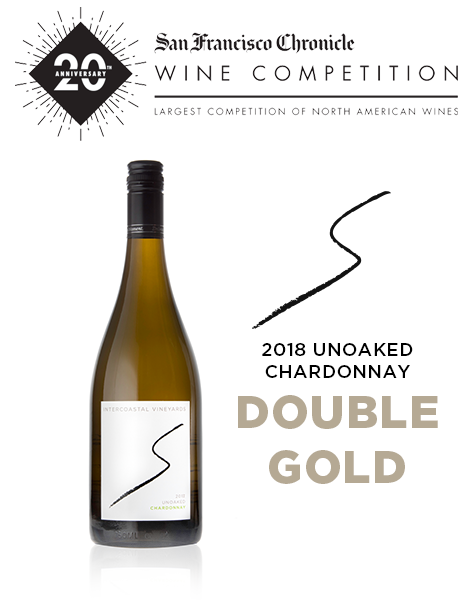 20TH
ANNIVERSARY
San Francisco Chronicle
WINE COMPETITION
LARGEST COMPETITION OF NORTH AMERICAN WINES
2018 UNOAKED
CHARDONNAY
DOUBLE
GOLD
INTERCOASTAL VINEYARDS
2018
UNOAKED
CHARDONNAY